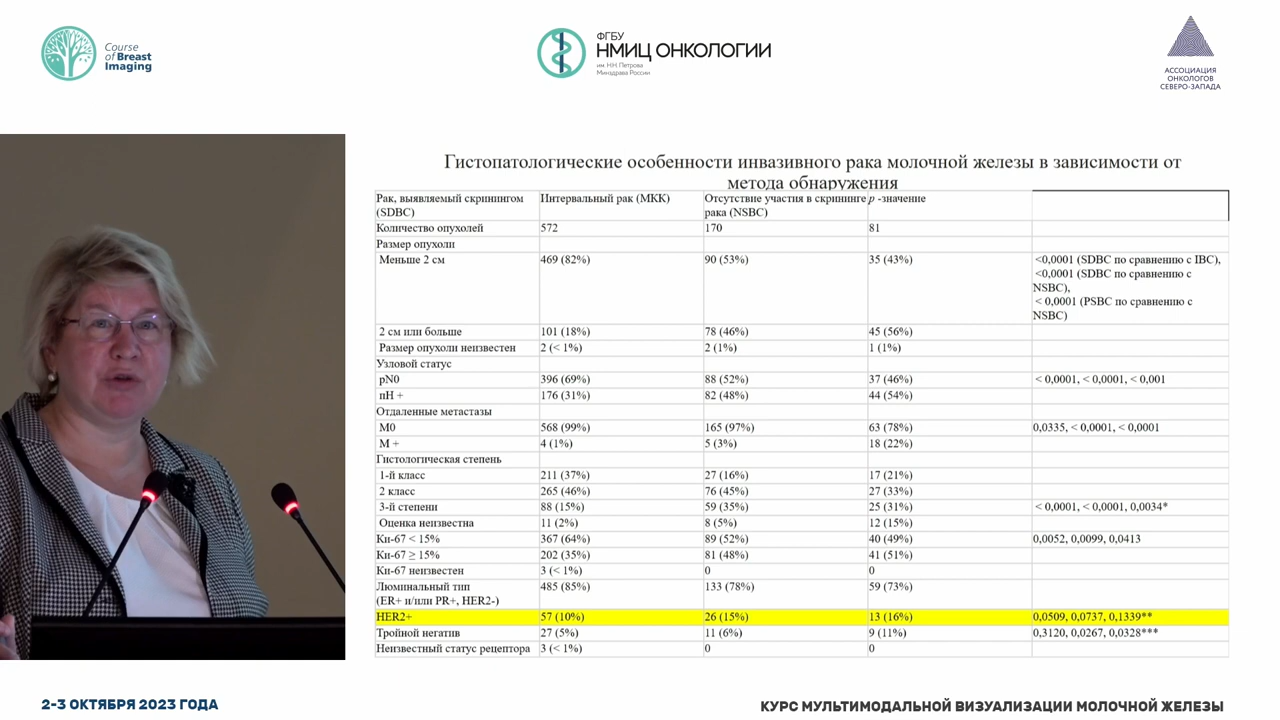 Course
of Breast
Imaging
ФГБУ
НМИЦ ОНКОЛОГИИ
им. Н.Н. Петрова
Минздрава России
АССОЦИАЦИЯ
ОНКОЛОГОВ
СЕВЕРО-ЗАПАДА
Гистопатологические особенности инвазивного рака молочной железы в зависимости от
метода обнаружения
Рак, выявляемый скринингом (SDBC) Интервальный рак (МКК) Отсутствие участия в скрининге рака (NSBC) p -значение
Количество опухолей 572 170 81
Размер опухоли
Меньше 2 см 469 (82%) 90 (53%) 35 (43%) <0,0001 (SDBC по сравнению с IBC),
<0,0001 (SDBC по сравнению с
NSBC),
< 0,0001 (PSBC по сравнению с
NSBC)
2 см или больше 101 (18%) 78 (46%) 45 (56%)
Размер опухоли неизвестен 2 (< 1%) 2 (1%) 1 (1%)
Узловой статус
pN0 396 (69%) 88 (52%) 37 (46%) < 0,0001, < 0,0001, < 0,001
пН + 176 (31%) 82 (48%) 44 (54%)
Отдаленные метастазы
М0 568 (99%) 165 (97%) 63 (78%) 0,0335, < 0,0001, < 0,0001
М + 4 (1%) 5 (3%) 18 (22%)
Гистологическая степень
1-й класс 211 (37%) 27 (16%) 17 (21%)
2 класс 265 (46%) 76 (45%) 27 (33%)
3-й степени 88 (15%) 59 (35%) 25 (31%) < 0,0001, < 0,0001, 0,0034*
Оценка неизвестна 11 (2%) 8 (5%) 12 (15%)
Ки-67 < 15% 367 (64%) 89 (52%) 40 (49%) 0,0052, 0,0099, 0,0413
Ки-67 ≥ 15% 202 (35%) 81 (48%) 41 (51%)
Ки-67 неизвестен 3 (< 1%) 0 0
Люминальный тип 485 (85%) 133 (78%) 59 (73%)
(ER+ и/или PR+, HER2-)
HER2+ 57 (10%) 26 (15%) 13 (16%) 0,0509, 0,0737, 0,1339**
Тройной негатив 27 (5%) 11 (6%) 9 (11%) 0,3120, 0,0267, 0,0328***
Неизвестный статус рецептора 3 (< 1%) 0 0
2-3 ОКТЯБРЯ 2023 ГОДА
КУРС МУЛЬТИМОДАЛЬНОЙ ВИЗУАЛИЗАЦИИ МОЛОЧНОЙ ЖЕЛЕЗЫ